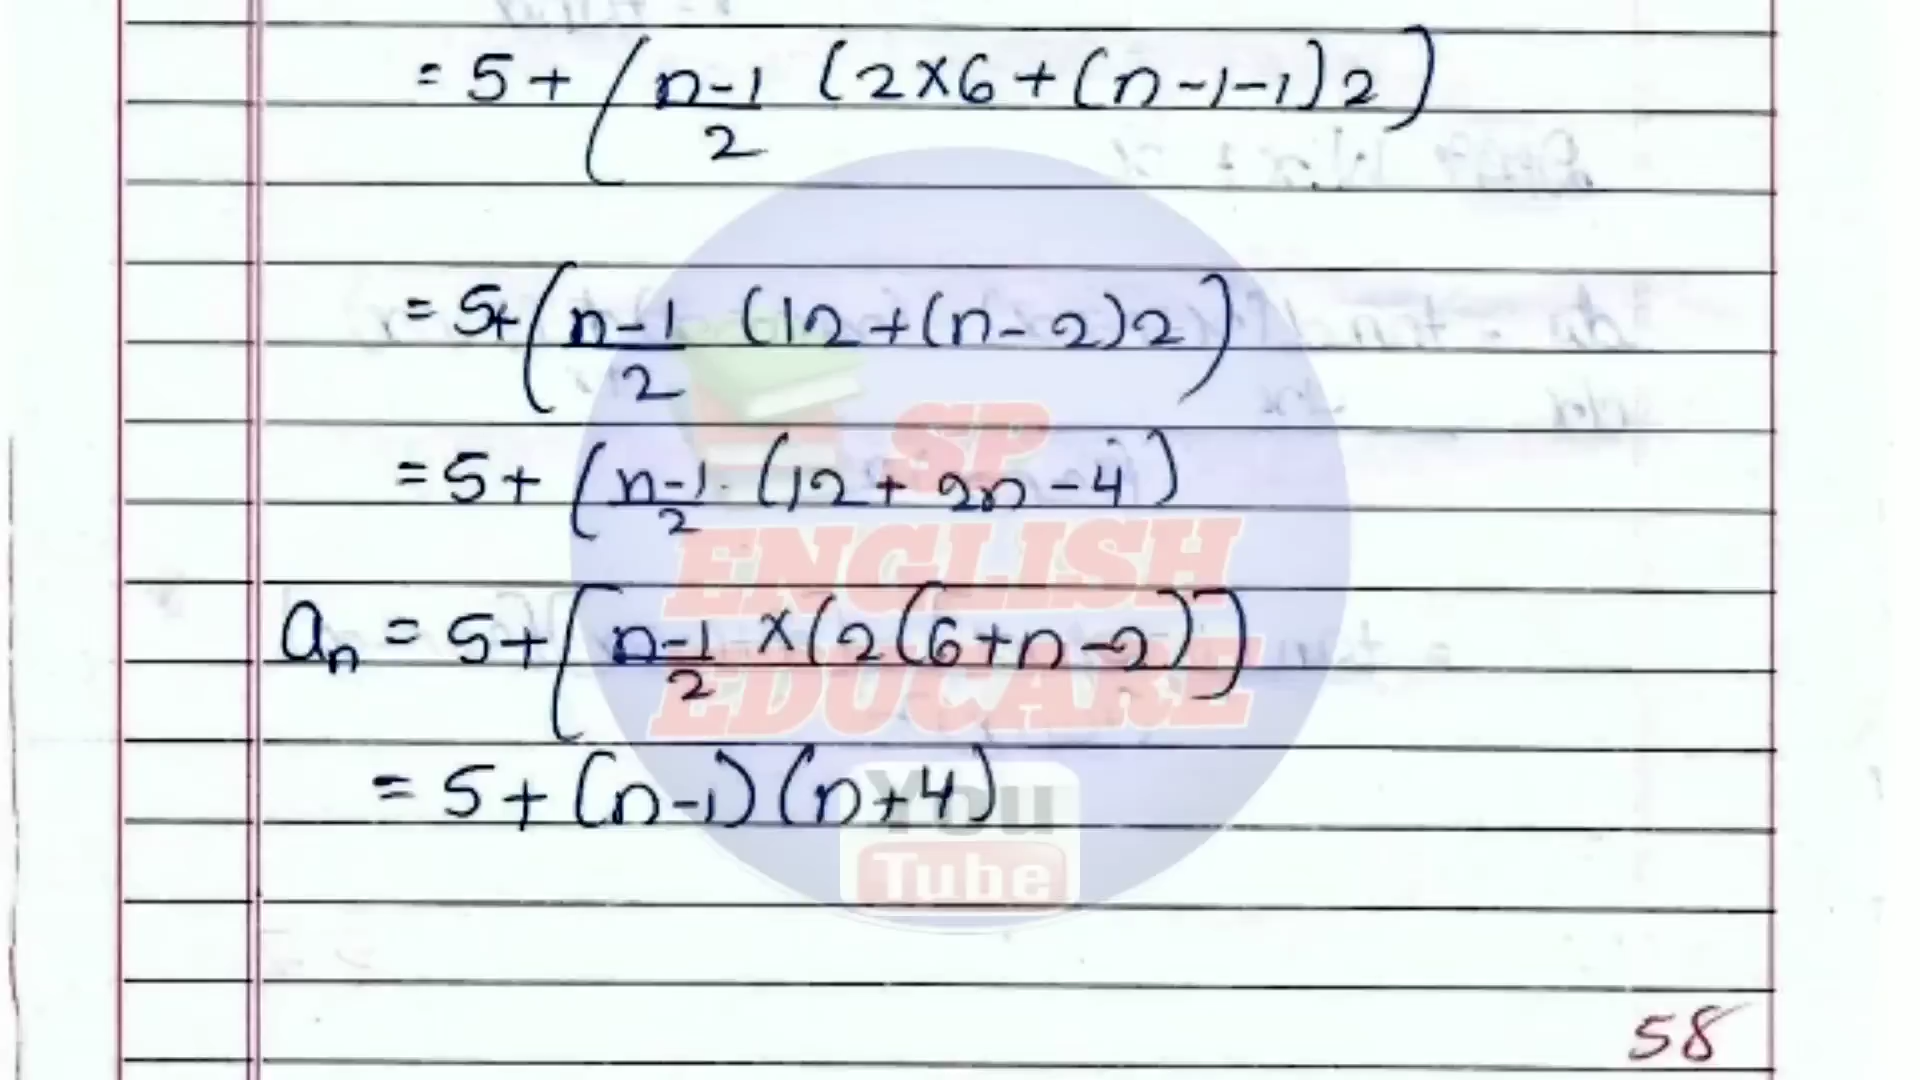 = 5 + ( n-1/2 (2×6 + (n-1-1)2 )
= 5+ ( n-1/2 (12 + (n-2)2 )
= 5 + ( n-1/2 . (12 + 2n - 4 )
an = 5 + [ n-1/2 × (2(6+n-2) ) ]
= 5 + (n-1) (n+4)
SP
ENGLISH
EDUCARE
You
Tube
58